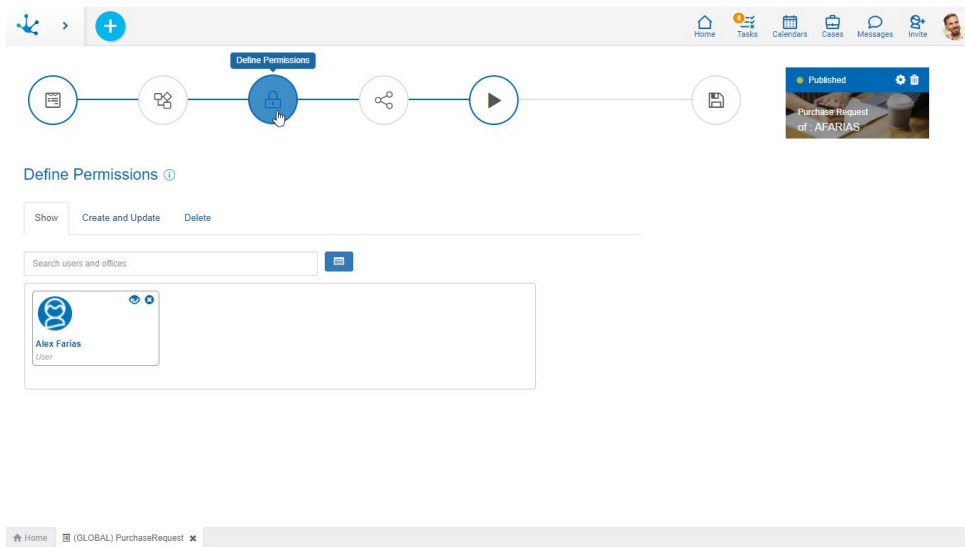 8
Home
Tasks
Calendars
Cases
Messages
Invite
Define Permissions
Published
Purchase Request
of : AFARIAS
Define Permissions
Show
Create and Update
Delete
Search users and offices
Alex Farías
User
Home
(GLOBAL) PurchaseRequest